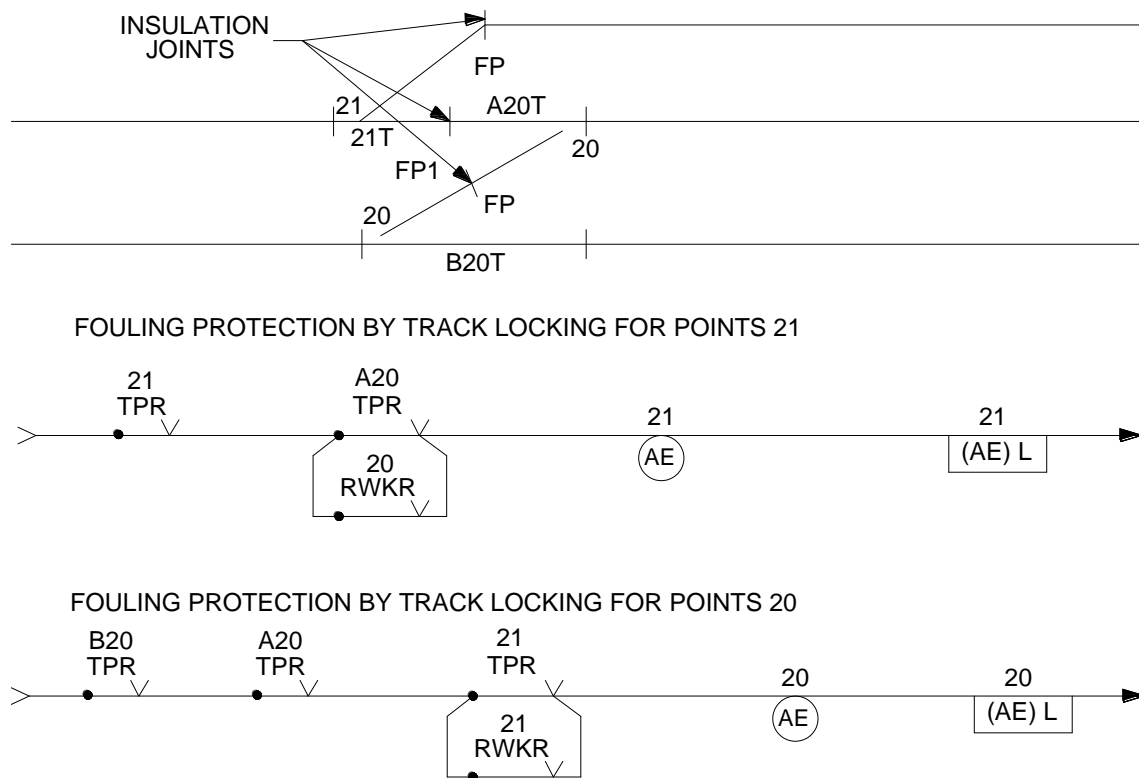 INSULATION
JOINTS
FP
21
A20T
21T
20
FP1
FP
20
B20T
FOULING PROTECTION BY TRACK LOCKING FOR POINTS 21
21
TPR
A20
TPR
20
RWKR
21
AE
21
(AE) L
FOULING PROTECTION BY TRACK LOCKING FOR POINTS 20
B20
TPR
A20
TPR
21
TPR
21
RWKR
20
AE
20
(AE) L